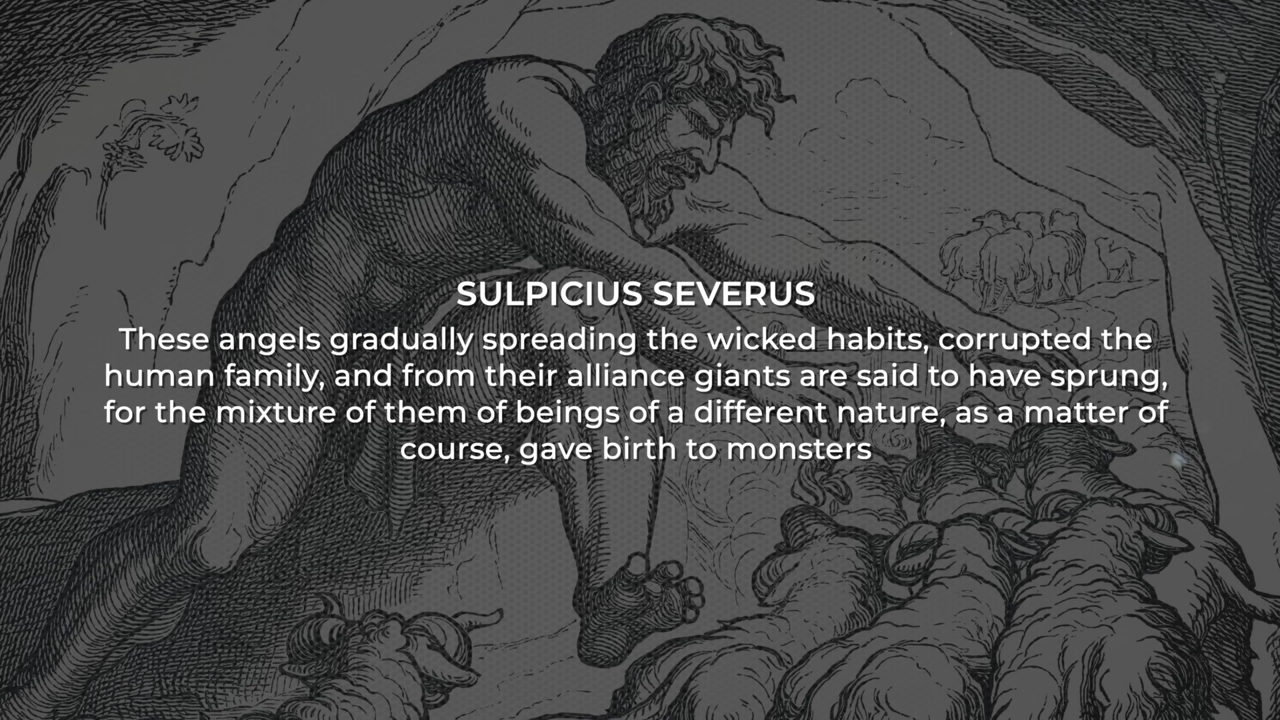 SULPICIUS SEVERUS
These angels gradually spreading the wicked habits, corrupted the
human family, and from their alliance giants are said to have sprung,
for the mixture of them of beings of a different nature, as a matter of
course, gave birth to monsters